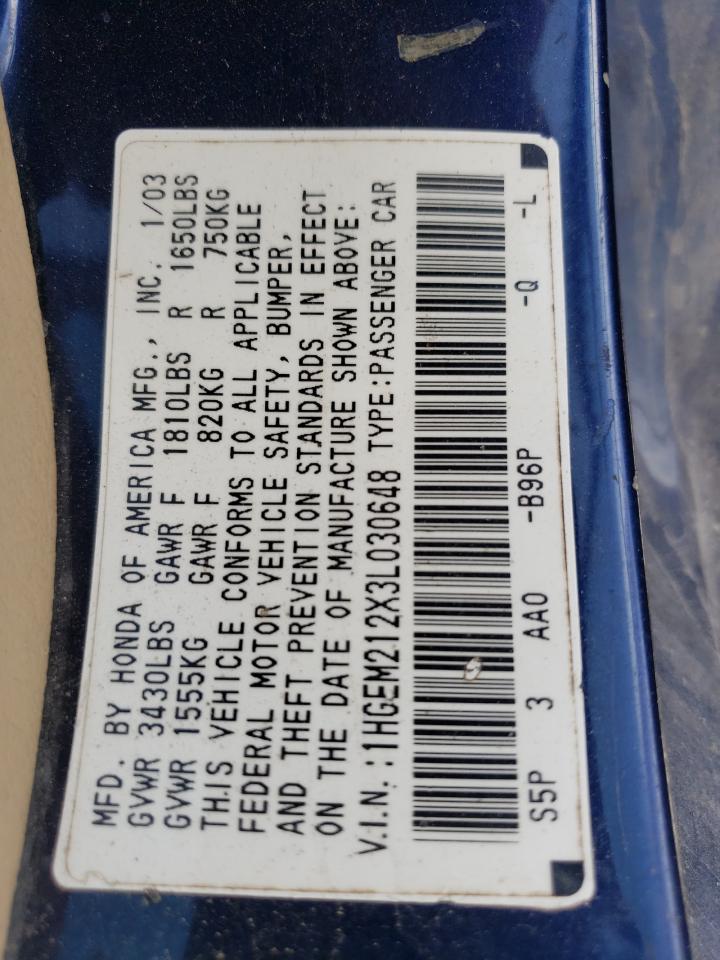 MFD. BY HONDA OF AMERICA MFG., INC. 1/03
GVWR 3430LBS GAWR F 1810LBS R 1650LBS
GVWR 1555KG GAWR F 820KG R 750KG
THIS VEHICLE CONFORMS TO ALL APPLICABLE
FEDERAL MOTOR VEHICLE SAFETY, BUMPER,
AND THEFT PREVENTION STANDARDS IN EFFECT
ON THE DATE OF MANUFACTURE SHOWN ABOVE:
V.I.N.:1HGEM212X3L030648 TYPE:PASSENGER CAR
S5P 3 AA0 -B96P -Q -L